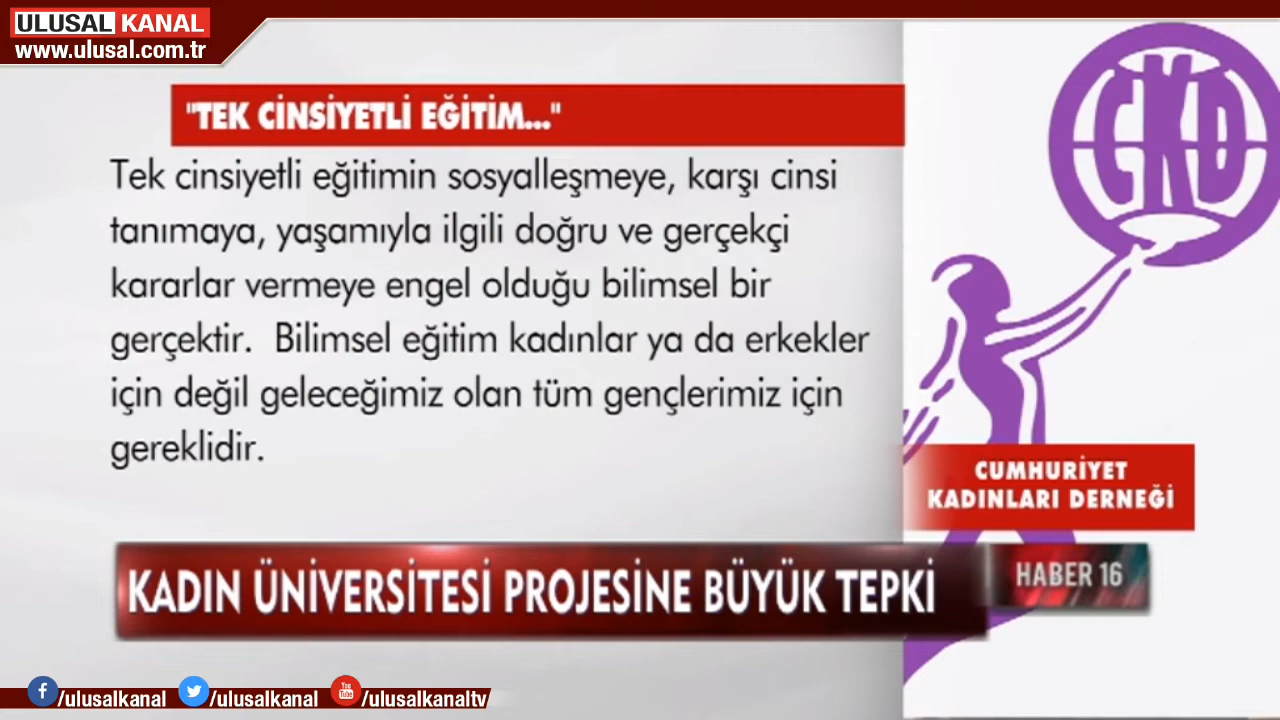 ULUSAL KANAL
www.ulusal.com.tr
"TEK CİNSİYETLİ EĞİTİM..."
Tek cinsiyetli eğitimin sosyalleşmeye, karşı cinsi
tanımaya, yaşamıyla ilgili doğru ve gerçekçi
kararlar vermeye engel olduğu bilimsel bir
gerçektir.  Bilimsel eğitim kadınlar ya da erkekler
için değil geleceğimiz olan tüm gençlerimiz için
gereklidir.
CKD
CUMHURİYET
KADINLARI DERNEĞİ
KADIN ÜNİVERSİTESİ PROJESİNE BÜYÜK TEPKİ
HABER 16
/ulusalkanal /ulusalkanal You Tube /ulusalkanaltv